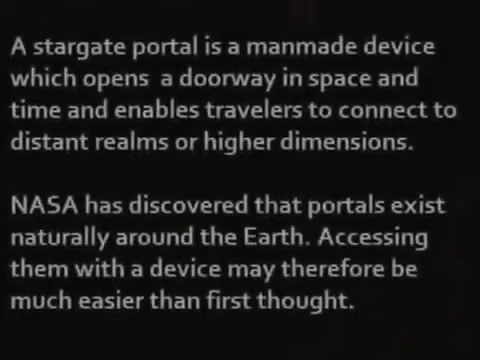 A stargate portal is a manmade device
which opens a doorway in space and
time and enables travelers to connect to
distant realms or higher dimensions.
NASA has discovered that portals exist
naturally around the Earth. Accessing
them with a device may therefore be
much easier than first thought.